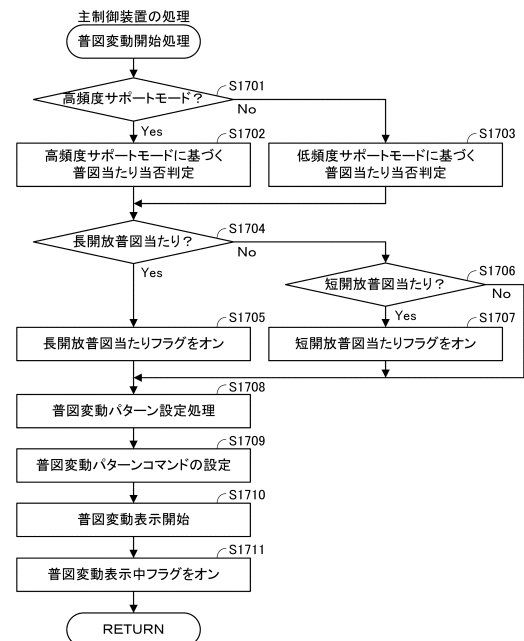 主制御装置の処理
普図変動開始処理
S1701
高頻度サポートモード?
No
Yes
S1702
S1703
高頻度サポートモードに基づく
普図当たり当否判定
低頻度サポートモードに基づく
普図当たり当否判定
S1704
長開放普図当たり?
No
Yes
S1706
短開放普図当たり?
No
Yes
S1705
長開放普図当たりフラグをオン
S1707
短開放普図当たりフラグをオン
S1708
普図変動パターン設定処理
S1709
普図変動パターンコマンドの設定
S1710
普図変動表示開始
S1711
普図変動表示中フラグをオン
RETURN